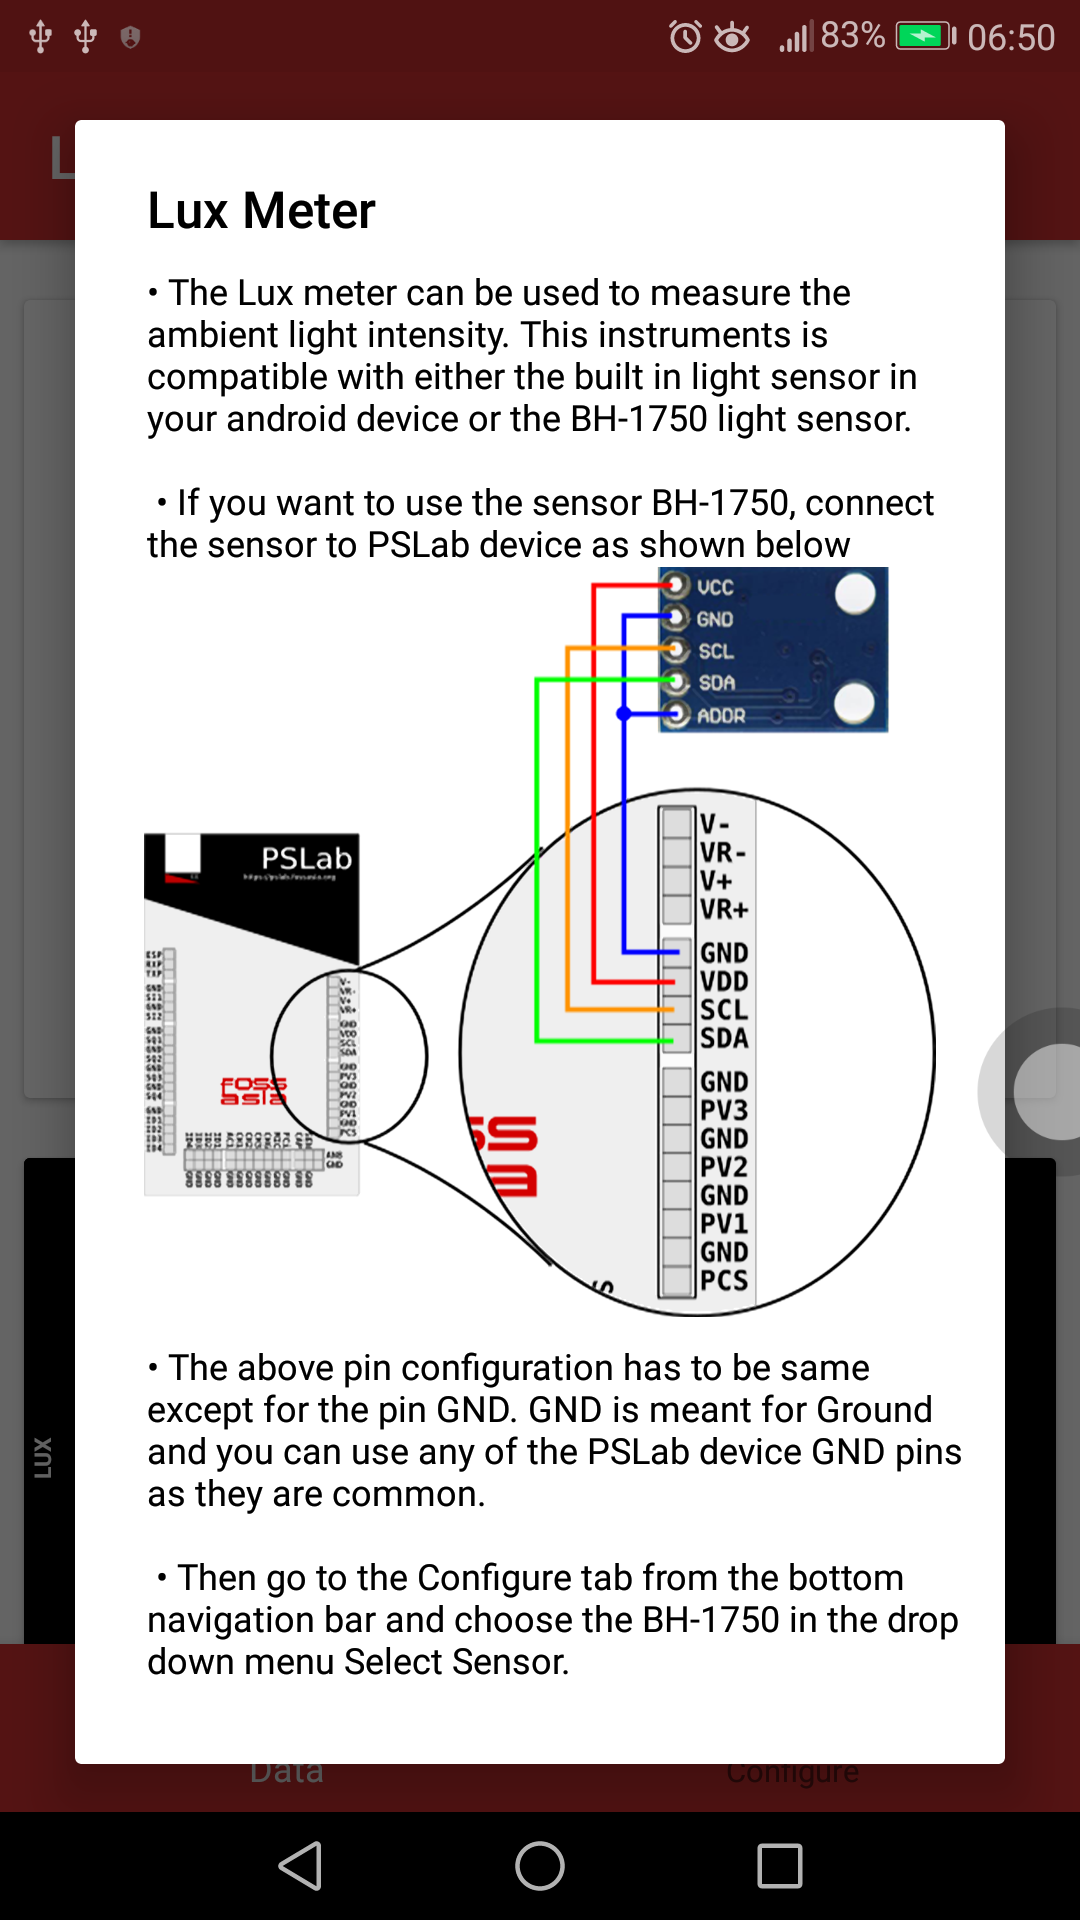 83% 06:50
L
Lux Meter
• The Lux meter can be used to measure the
ambient light intensity. This instruments is
compatible with either the built in light sensor in
your android device or the BH-1750 light sensor.
• If you want to use the sensor BH-1750, connect
the sensor to PSLab device as shown below
VCC
GND
SCL
SDA
ADDR
PSLab
V-
VR-
V+
VR+
GND
VDD
SCL
SDA
GND
PV3
GND
PV2
GND
PV1
GND
PCS
FOSS
ASIA
• The above pin configuration has to be same
except for the pin GND. GND is meant for Ground
and you can use any of the PSLab device GND pins
as they are common.
• Then go to the Configure tab from the bottom
navigation bar and choose the BH-1750 in the drop
down menu Select Sensor.
LUX
Data
Configure